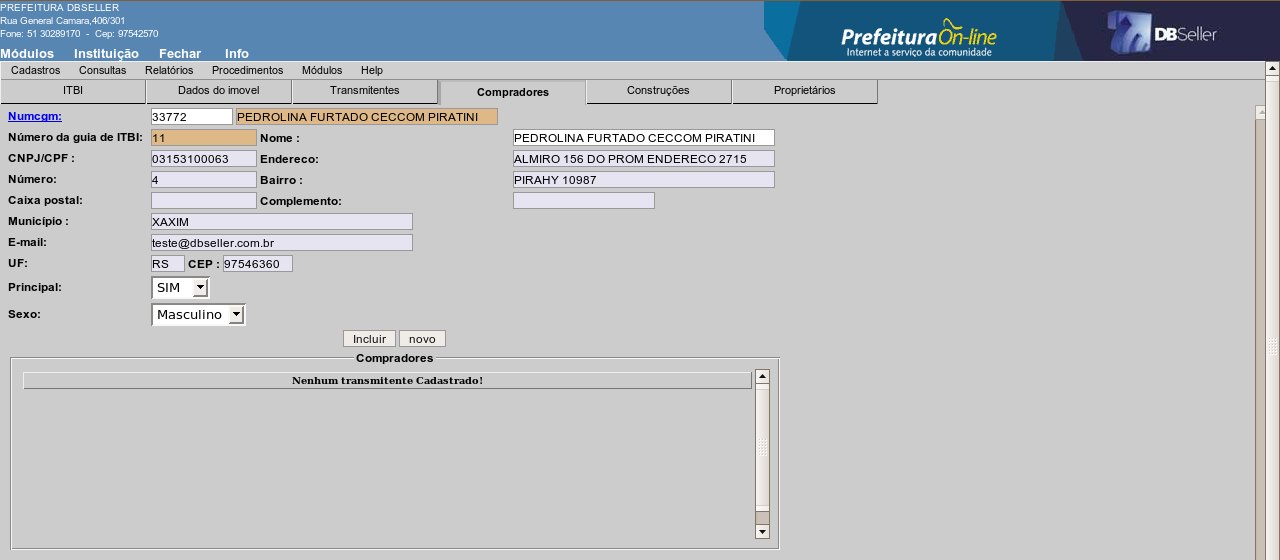 PREFEITURA DBSELLER
Rua General Camara,406/301
Fone: 51 30289170 - Cep: 97542570
Módulos Instituição Fechar Info
Prefeitura On-line
Internet a serviço da comunidade
DBSeller
Cadastros Consultas Relatórios Procedimentos Módulos Help
ITBI Dados do imovel Transmitentes Compradores Construções Proprietários
Numcgm: 33772 PEDROLINA FURTADO CECCOM PIRATINI
Número da guia de ITBI: 11 Nome : PEDROLINA FURTADO CECCOM PIRATINI
CNPJ/CPF : 03153100063 Endereco: ALMIRO 156 DO PROM ENDERECO 2715
Número: 4 Bairro : PIRAHY 10987
Caixa postal: Complemento:
Municipio : XAXIM
E-mail: teste@dbseller.com.br
UF: RS CEP : 97546360
Principal: SIM
Sexo: Masculino
Incluir novo
Compradores
Nenhum transmitente Cadastrado!